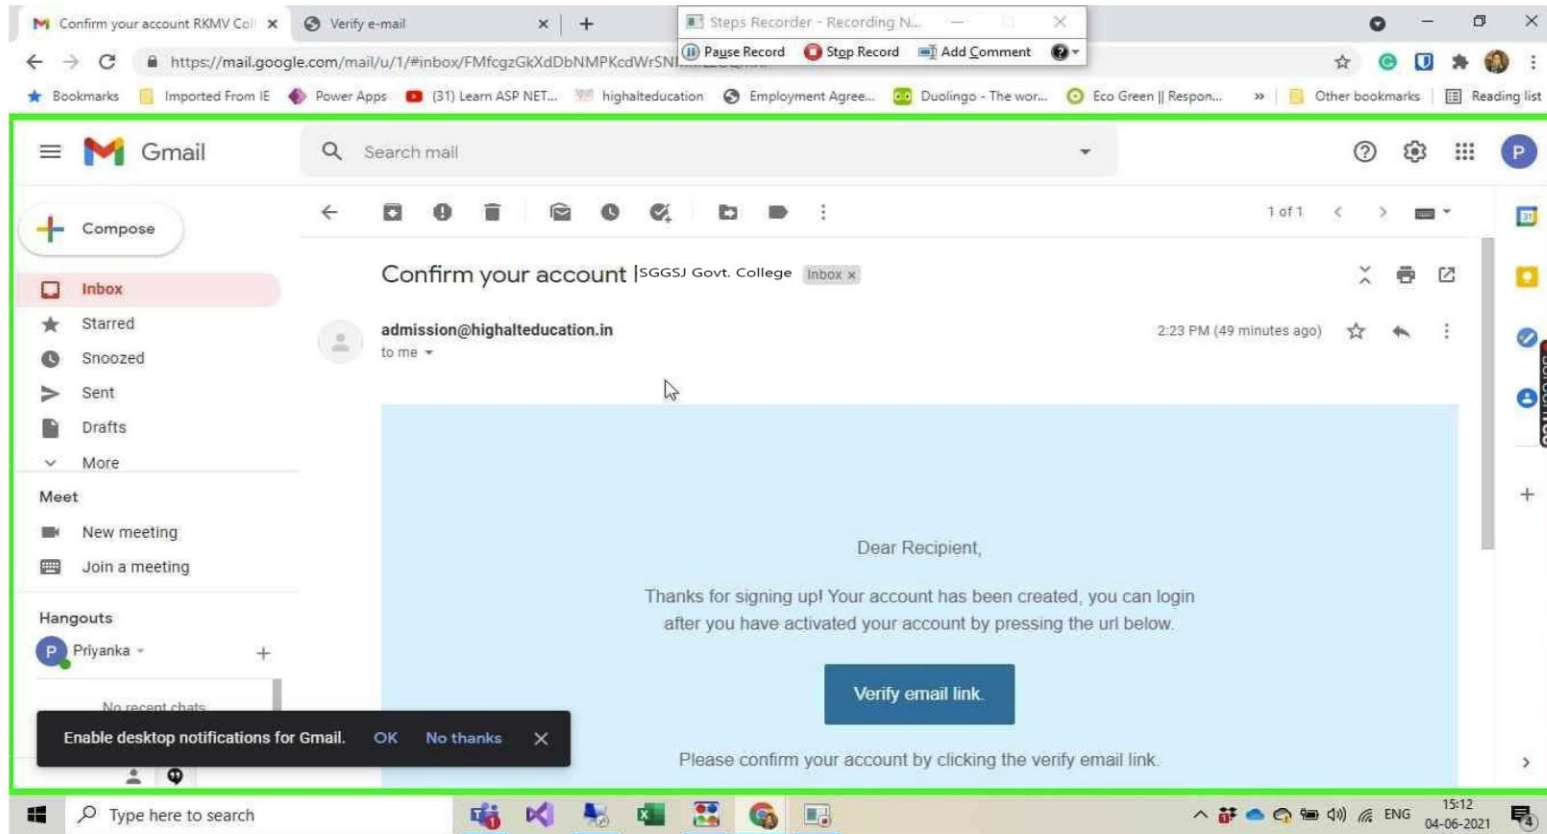 Confirm your account RKMV Col
Verify e-mail
Steps Recorder - Recording N...
Pause Record Stop Record Add Comment
https://mail.google.com/mail/u/1/#inbox/
Bookmarks Imported From IE Power Apps (31) Learn ASP NET... highalteducation Employment Agree... Duolingo - The wor... Eco Green || Respon... » Other bookmarks Reading list
Gmail
Search mail
P
Compose
1 of 1
31
Confirm your account |SGGSJ Govt. College Inbox x
Inbox
Starred
admission@highalteducation.in
2:23 PM (49 minutes ago)
to me
Snoozed
Sent
Drafts
More
Meet
New meeting
Join a meeting
Hangouts
P Priyanka
No recent chats
Dear Recipient,
Thanks for signing up! Your account has been created, you can login
after you have activated your account by pressing the url below.
Verify email link.
Please confirm your account by clicking the verify email link.
Enable desktop notifications for Gmail. OK No thanks
Type here to search
ENG
15:12
04-06-2021
4